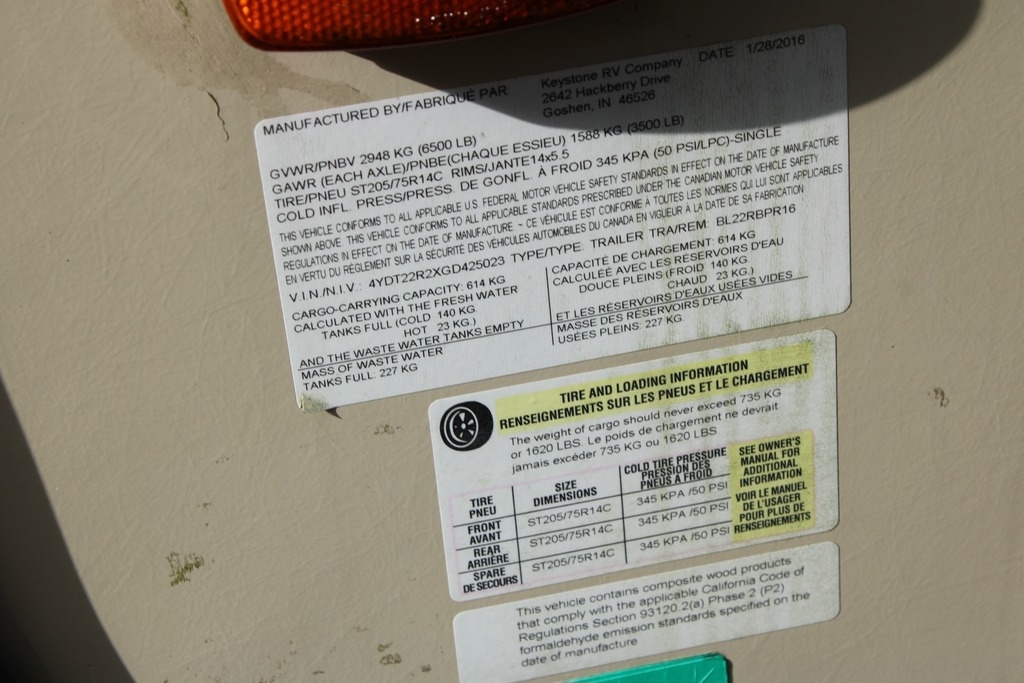 MANUFACTURED BY/FABRIQUÉ PAR: Keystone RV Company DATE 1/28/2016
2642 Hackberry Drive
Goshen, IN 46526
GVWR/PNBV 2948 KG (6500 LB)
GAWR (EACH AXLE)/PNBE(CHAQUE ESSIEU) 1588 KG (3500 LB)
TIRE/PNEU ST205/75R14C RIMS/JANTE14x5.5
COLD INFL. PRESS/PRESS. DE GONFL. À FROID 345 KPA (50 PSI/LPC)-SINGLE
THIS VEHICLE CONFORMS TO ALL APPLICABLE U.S. FEDERAL MOTOR VEHICLE SAFETY STANDARDS IN EFFECT ON THE DATE OF MANUFACTURE
SHOWN ABOVE. THIS VEHICLE CONFORMS TO ALL APPLICABLE STANDARDS PRESCRIBED UNDER THE CANADIAN MOTOR VEHICLE SAFETY
REGULATIONS IN EFFECT ON THE DATE OF MANUFACTURE - CE VÉHICULE EST CONFORME À TOUTES LES NORMES QUI LUI SONT APPLICABLES
EN VERTU DU RÈGLEMENT SUR LA SÉCURITÉ DES VÉHICULES AUTOMOBILES DU CANADA EN VIGUEUR À LA DATE DE SA FABRICATION
V.I.N./N.I.V.: 4YDT22R2XGD425023 TYPE/TYPE: TRAILER TRA/REM: BL22RBPR16
CARGO-CARRYING CAPACITY: 614 KG
CALCULATED WITH THE FRESH WATER
TANKS FULL (COLD 140 KG.
HOT 23 KG.)
AND THE WASTE WATER TANKS EMPTY
MASS OF WASTE WATER
TANKS FULL: 227 KG
CAPACITÉ DE CHARGEMENT: 614 KG
CALCULÉE AVEC LES RÉSERVOIRS D'EAU
DOUCE PLEINS (FROID 140 KG.
CHAUD 23 KG.)
ET LES RÉSERVOIRS D'EAUX USÉES VIDES
MASSE DES RÉSERVOIRS D'EAUX
USÉES PLEINS: 227 KG.
TIRE AND LOADING INFORMATION
RENSEIGNEMENTS SUR LES PNEUS ET LE CHARGEMENT
The weight of cargo should never exceed 735 KG
or 1620 LBS. Le poids de chargement ne devrait
jamais excéder 735 KG ou 1620 LBS
TIRE
PNEU
SIZE
DIMENSIONS
COLD TIRE PRESSURE
PRESSION DES
PNEUS A FROID
FRONT
AVANT
ST205/75R14C
345 KPA /50 PSI
REAR
ARRIÈRE
ST205/75R14C
345 KPA /50 PSI
SPARE
DE SECOURS
ST205/75R14C
345 KPA /50 PSI
SEE OWNER'S
MANUAL FOR
ADDITIONAL
INFORMATION
VOIR LE MANUEL
DE L'USAGER
POUR PLUS DE
RENSEIGNEMENTS
This vehicle contains composite wood products
that comply with the applicable California Code of
Regulations Section 93120.2(a) Phase 2 (P2)
formaldehyde emission standards specified on the
date of manufacture